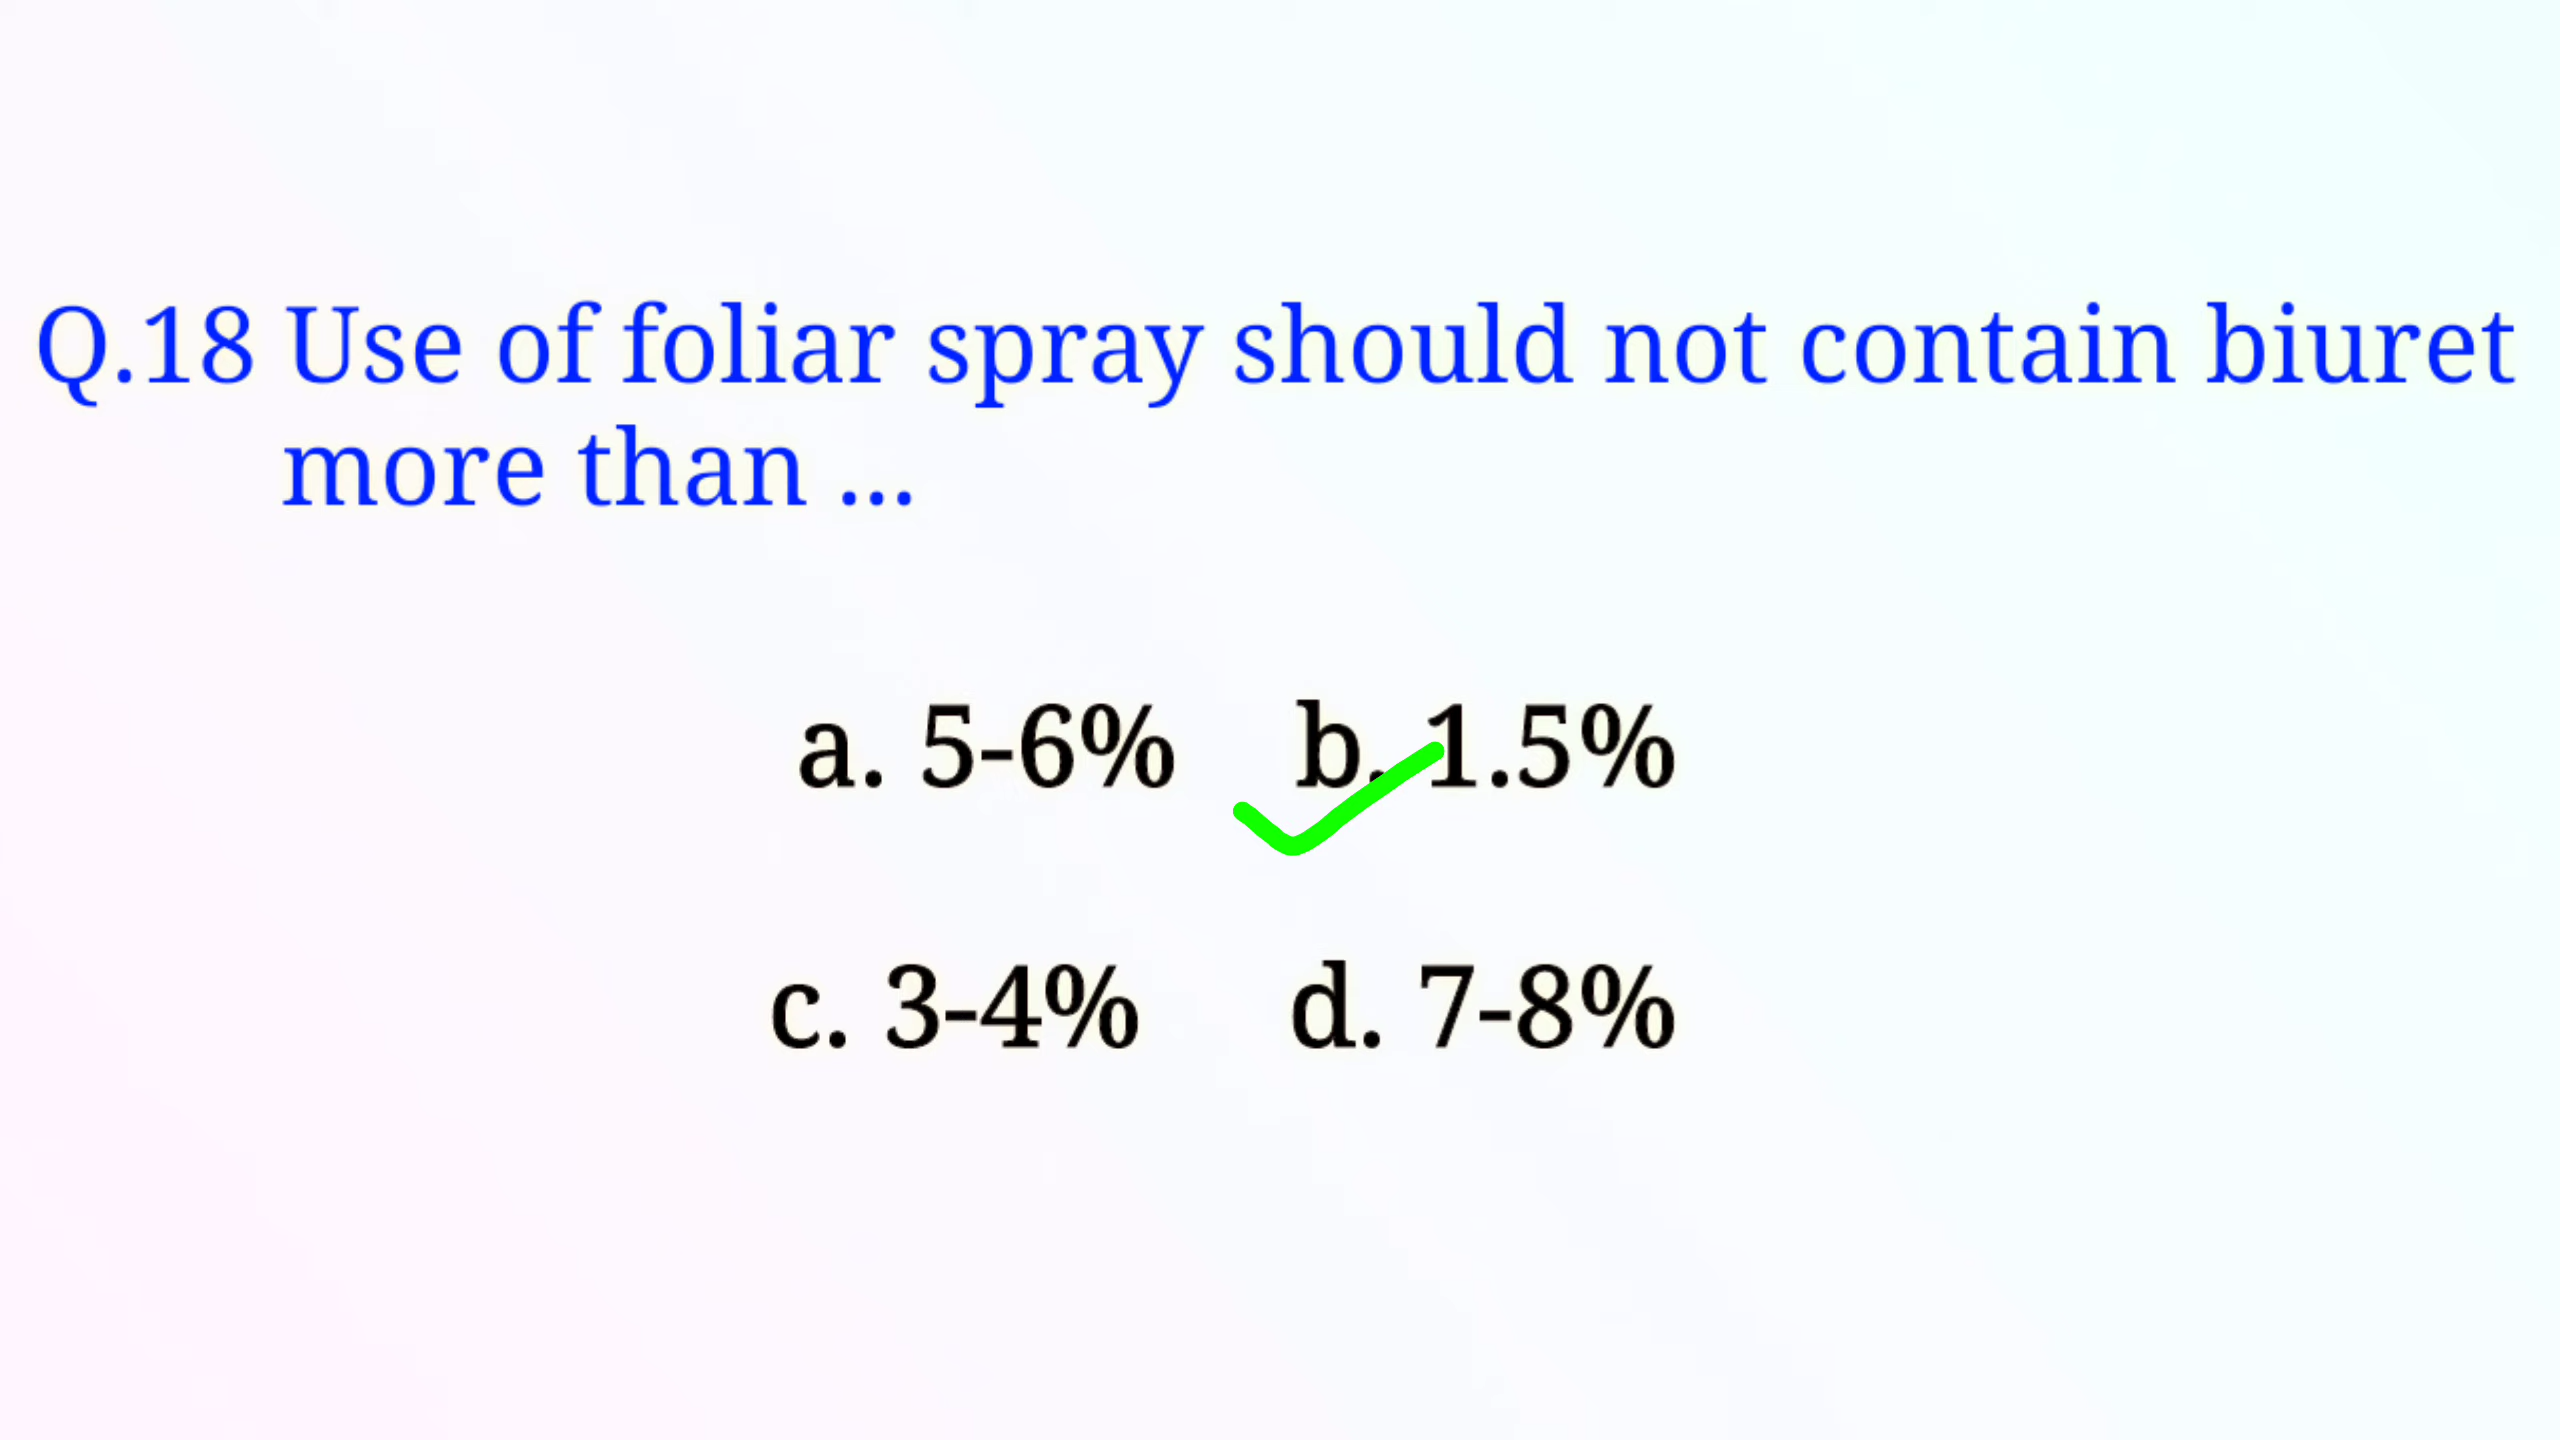 Q.18 Use of foliar spray should not contain biuret
more than ...
a. 5-6% b. 1.5%
c. 3-4% d. 7-8%